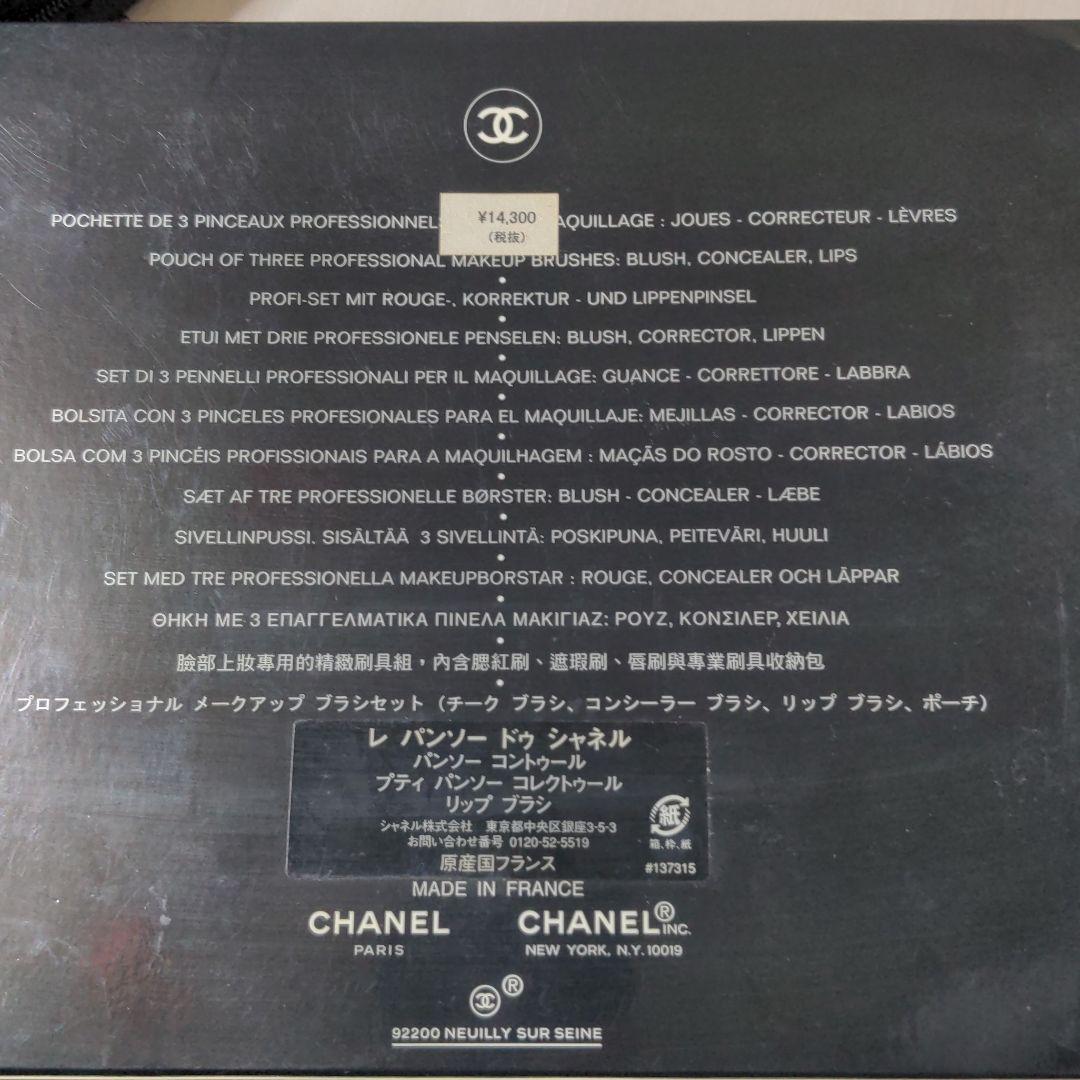 ¥14,300
(税抜)
POCHETTE DE 3 PINCEAUX PROFESSIONNEL AQUILLAGE : JOUES - CORRECTEUR - LÈVRES
POUCH OF THREE PROFESSIONAL MAKEUP BRUSHES: BLUSH, CONCEALER, LIPS
PROFI-SET MIT ROUGE-, KORREKTUR - UND LIPPENPINSEL
ETUI MET DRIE PROFESSIONELE PENSELEN: BLUSH, CORRECTOR, LIPPEN
SET DI 3 PENNELLI PROFESSIONALI PER IL MAQUILLAGE: GUANCE - CORRETTORE - LABBRA
BOLSITA CON 3 PINCELES PROFESIONALES PARA EL MAQUILLAJE: MEJILLAS - CORRECTOR - LABIOS
BOLSA COM 3 PINCÉIS PROFISSIONAIS PARA A MAQUILHAGEM : MAÇÃS DO ROSTO - CORRECTOR - LÁBIOS
SÆT AF TRE PROFESSIONELLE BØRSTER: BLUSH - CONCEALER - LÆBE
SIVELLINPUSSI. SISÄLTÄÄ 3 SIVELLINTÄ: POSKIPUNA, PEITEVÄRI, HUULI
SET MED TRE PROFESSIONELLA MAKEUPBORSTAR : ROUGE, CONCEALER OCH LÄPPAR
ΘΗΚΗ ΜΕ 3 ΕΠΑΓΓΕΛΜΑΤΙΚΑ ΠΙΝΕΛΑ ΜΑΚΙΓΙΑΖ: ΡΟΥΖ, ΚΟΝΣΙΛΕΡ, ΧΕΙΛΙΑ
臉部上妝專用的精緻刷具組，內含腮紅刷、遮瑕刷、唇刷與專業刷具收納包
プロフェッショナル メークアップ ブラシセット（チーク ブラシ、コンシーラー ブラシ、リップ ブラシ、ポーチ）
レ パンソー ドゥ シャネル
パンソー コントゥール
プティ パンソー コレクトゥール
リップ ブラシ
シャネル株式会社 東京都中央区銀座3-5-3
お問い合わせ番号 0120-52-5519
原産国フランス
紙
箱、枠、紙
#137315
MADE IN FRANCE
CHANEL
PARIS
CHANEL® INC.
NEW YORK. N.Y. 10019
®
92200 NEUILLY SUR SEINE